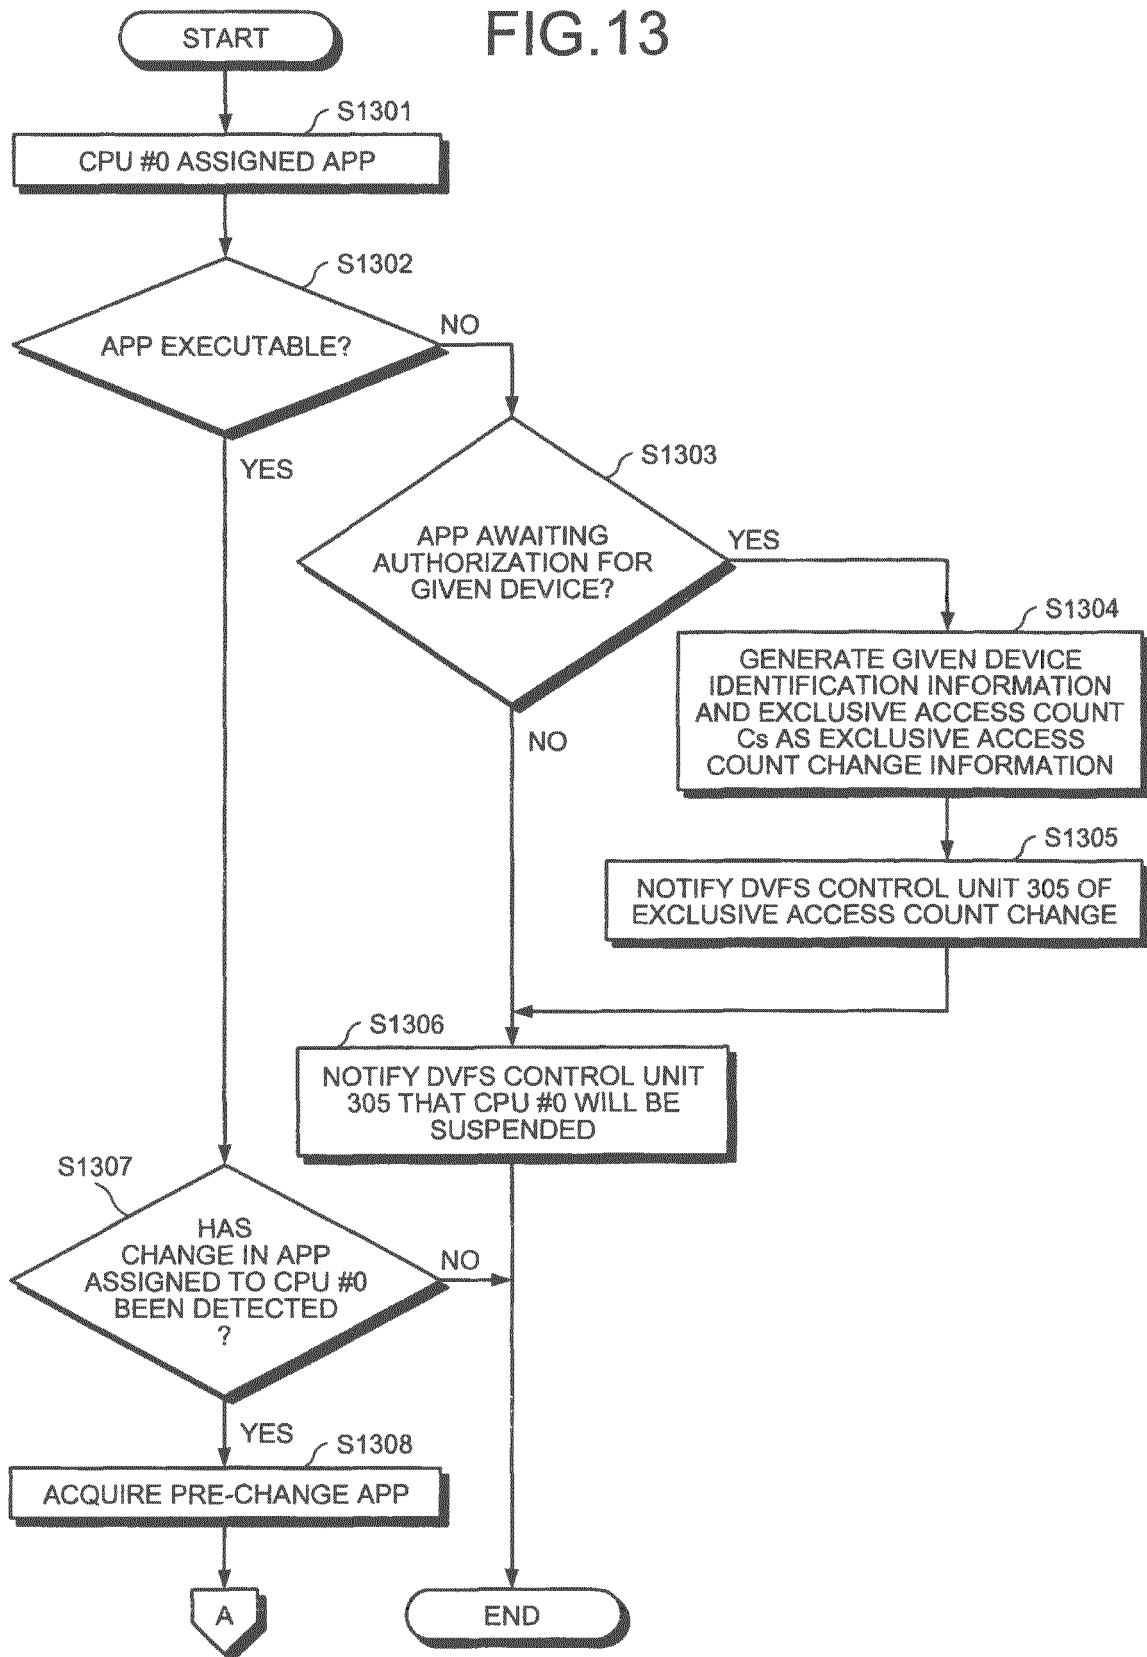 FIG.13
START
S1301
CPU #0 ASSIGNED APP
S1302
APP EXECUTABLE?
NO
YES
S1303
APP AWAITING
AUTHORIZATION FOR
GIVEN DEVICE?
YES
NO
S1304
GENERATE GIVEN DEVICE
IDENTIFICATION INFORMATION
AND EXCLUSIVE ACCESS COUNT
Cs AS EXCLUSIVE ACCESS
COUNT CHANGE INFORMATION
S1305
NOTIFY DVFS CONTROL UNIT 305 OF
EXCLUSIVE ACCESS COUNT CHANGE
S1306
NOTIFY DVFS CONTROL UNIT
305 THAT CPU #0 WILL BE
SUSPENDED
S1307
HAS
CHANGE IN APP
ASSIGNED TO CPU #0
BEEN DETECTED
?
NO
YES
S1308
ACQUIRE PRE-CHANGE APP
A
END